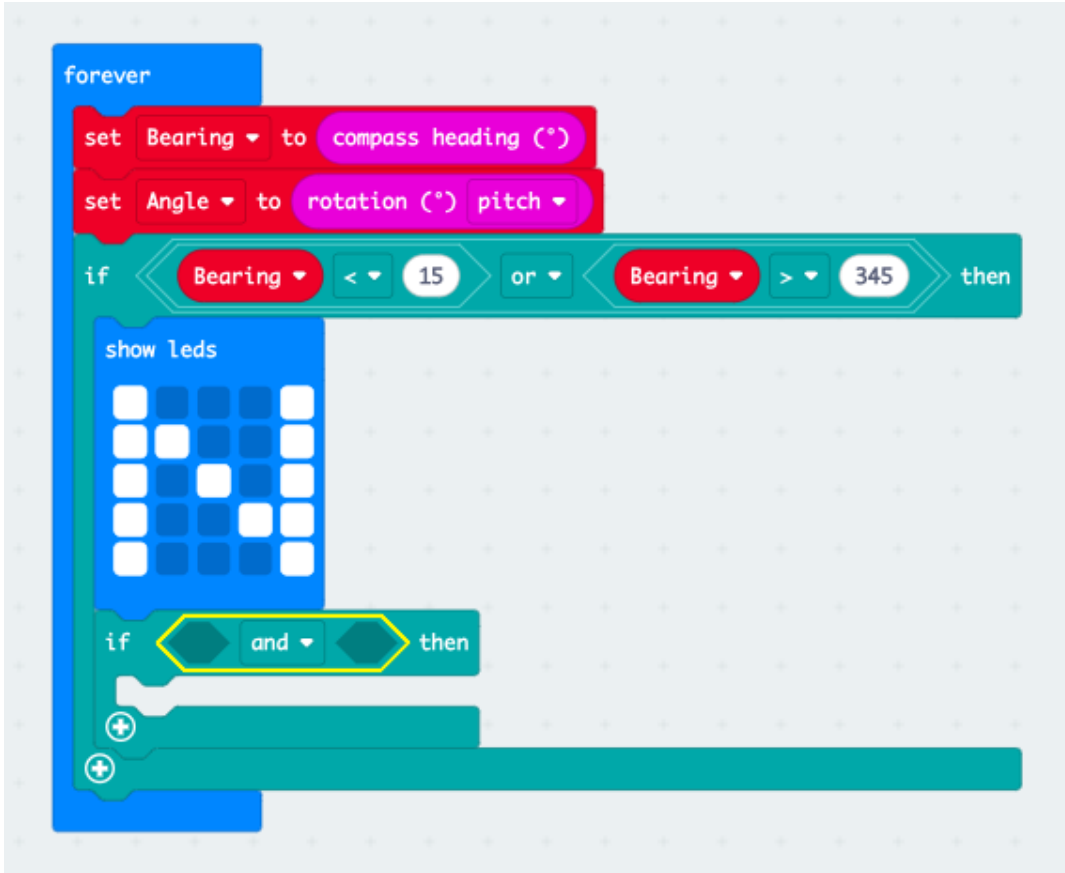 forever
set Bearing to compass heading (°)
set Angle to rotation (°) pitch
if Bearing < 15 or Bearing > 345 then
show leds
if and then